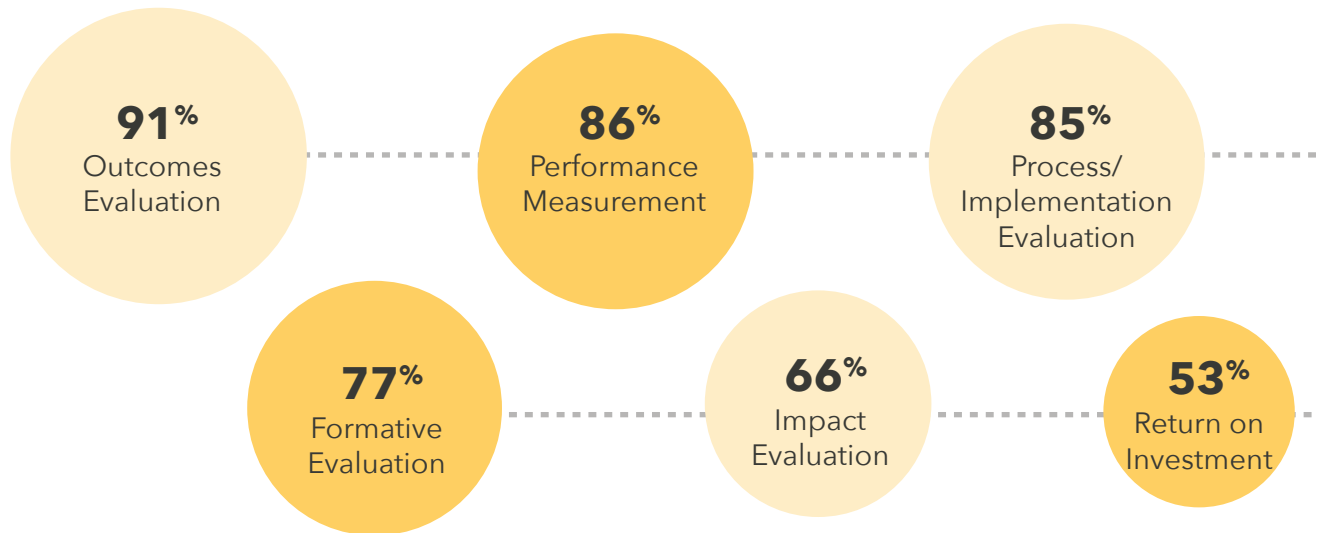 91%
Outcomes
Evaluation
86%
Performance
Measurement
85%
Process/
Implementation
Evaluation
77%
Formative
Evaluation
66%
Impact
Evaluation
53%
Return on
Investment